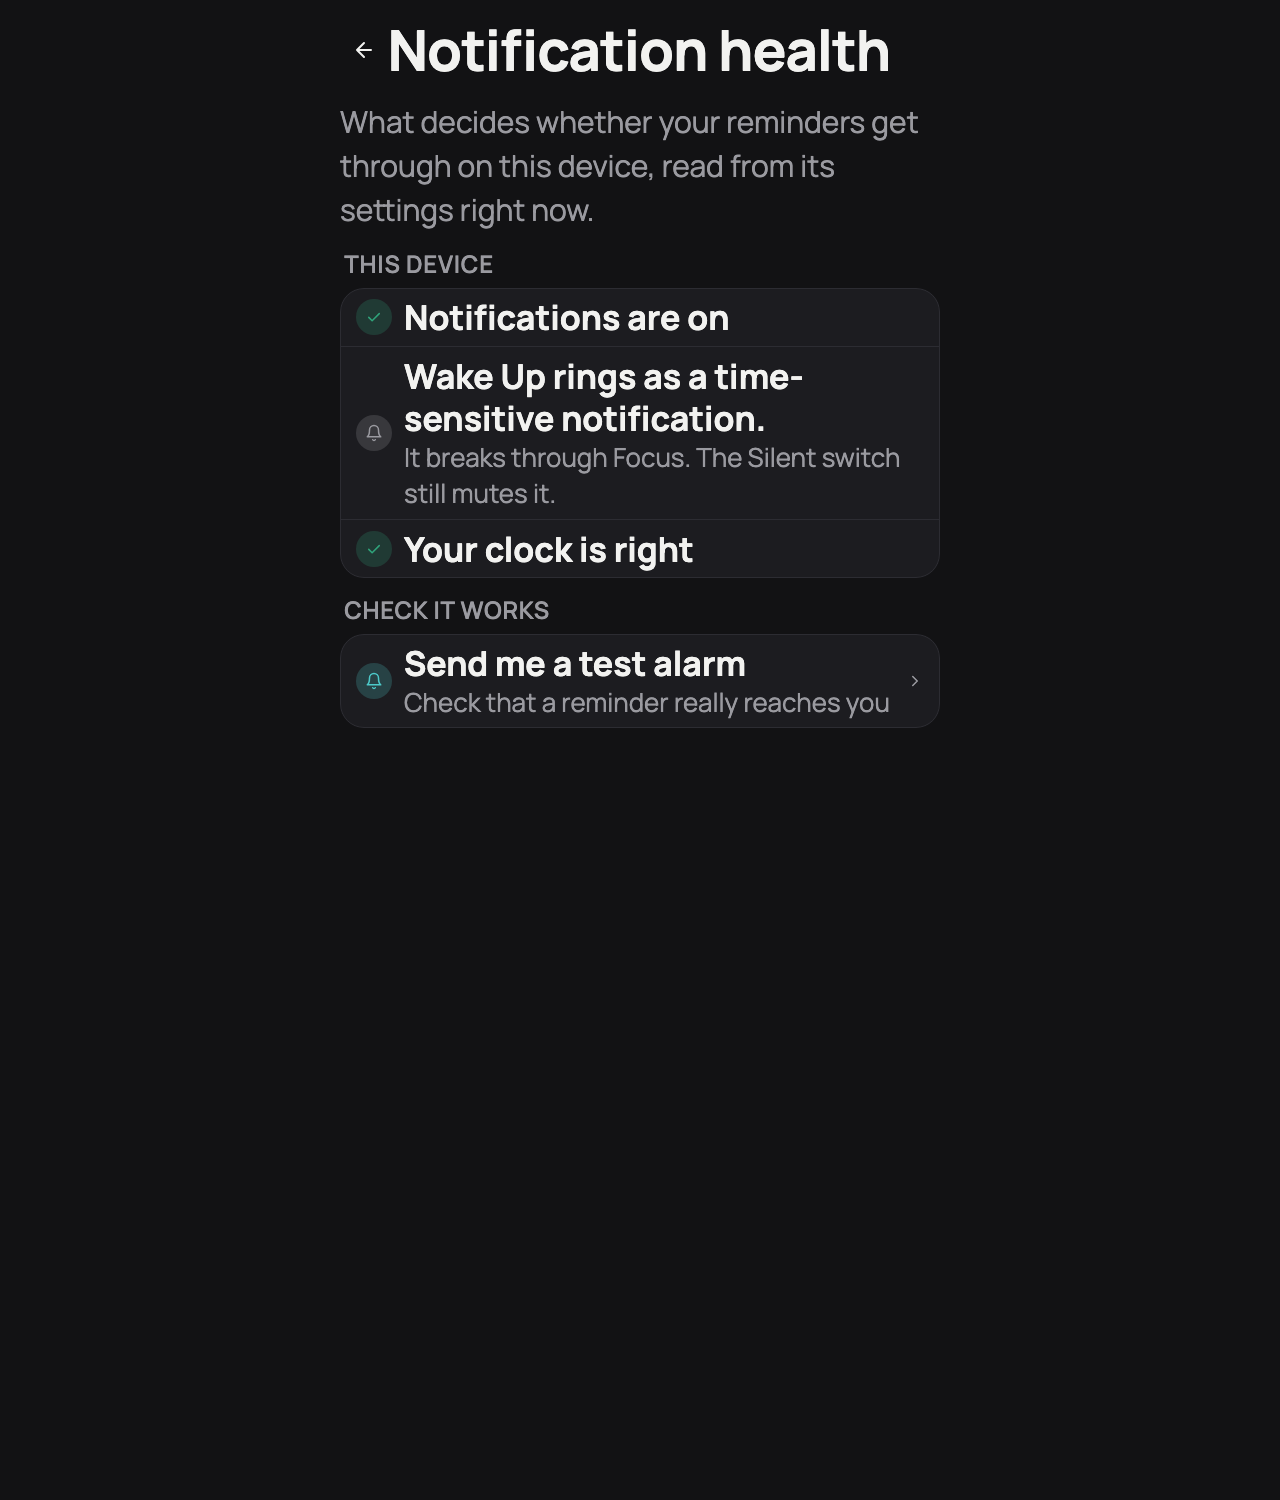 Notification health
What decides whether your reminders get
through on this device, read from its
settings right now.
THIS DEVICE
Notifications are on
Wake Up rings as a time-
sensitive notification.
It breaks through Focus. The Silent switch
still mutes it.
Your clock is right
CHECK IT WORKS
Send me a test alarm
Check that a reminder really reaches you